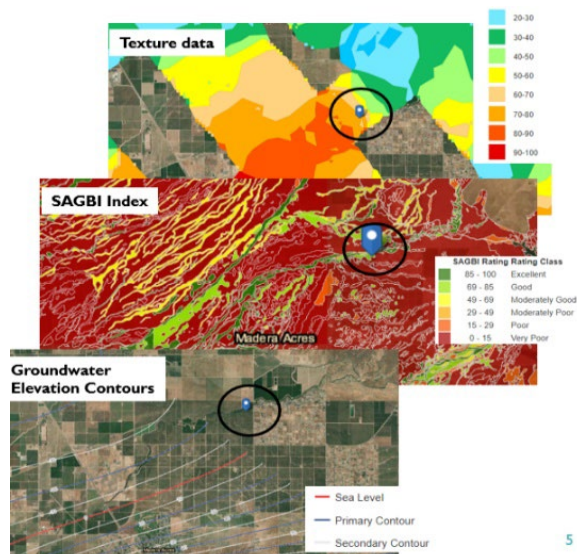 Texture data
20-30
30-40
40-50
50-60
60-70
70-80
80-90
90-100
SAGBI Index
SAGBI Rating Rating Class
85 - 100 Excellent
69 - 85 Good
49 - 69 Moderately Good
29 - 49 Moderately Poor
15 - 29 Poor
0 - 15 Very Poor
Madera Acres
Groundwater
Elevation Contours
Sea Level
Primary Contour
Secondary Contour
5